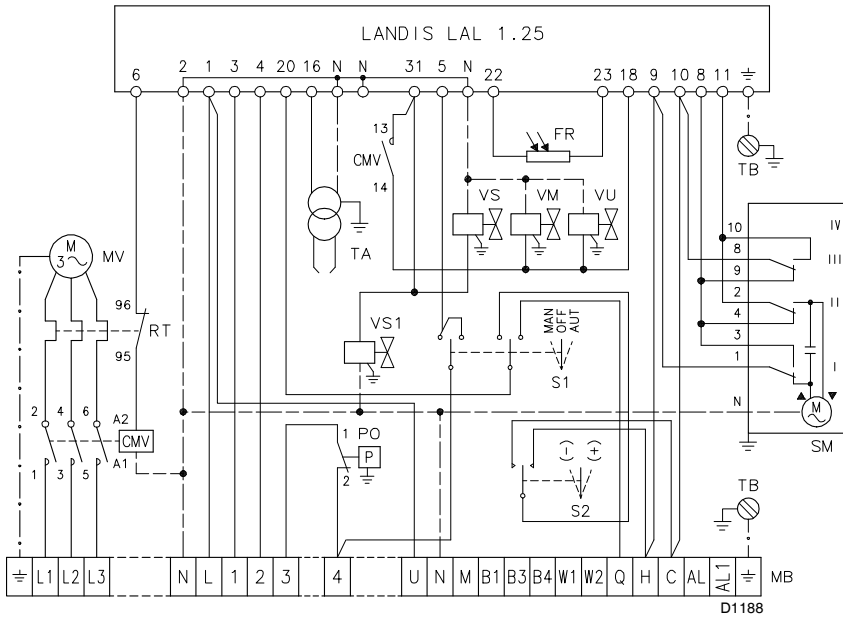 LANDIS LAL 1.25
6 2 1 3 4 20 16 N N 31 5 N 22 23 18 9 10 8 11
13
CMV
14
FR
TB
VS VM VU
TA
M
3
MV
96
RT
95
VS1
MAN
OFF
AUT
S1
10
8
9
2
4
3
1
N
IV
III
II
I
M
SM
2 4 6 A2
CMV
1 3 5 A1
1 PO
P
2
(-) (+)
S2
TB
L1 L2 L3 N L 1 2 3 4 U N M B1 B3 B4 W1 W2 Q H C AL AL1 MB
D1188